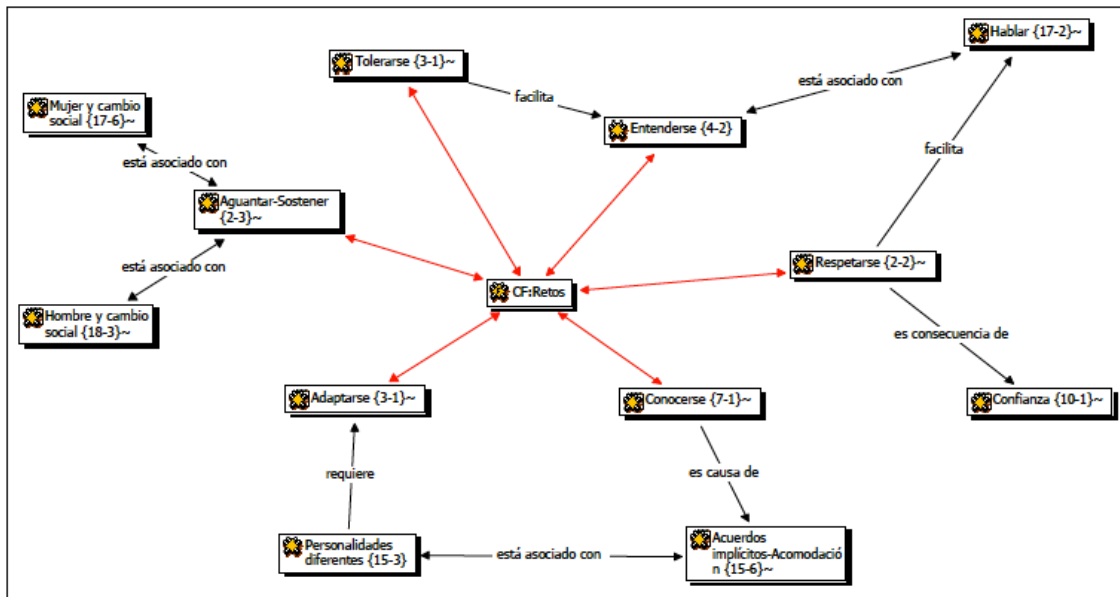 Hablar {17-2}~
Tolerarse {3-1}~
está asociado con
facilita
Mujer y cambio
social {17-6}~
Entenderse {4-2}
facilita
está asociado con
Aguantar-Sostener
{2-3}~
Respetarse {2-2}~
está asociado con
CF:Retos
Hombre y cambio
social {18-3}~
es consecuencia de
Adaptarse {3-1}~
Conocerse {7-1}~
Confianza {10-1}~
requiere
es causa de
Personalidades
diferentes {15-3}
está asociado con
Acuerdos
implícitos-Acomodació
n {15-6}~